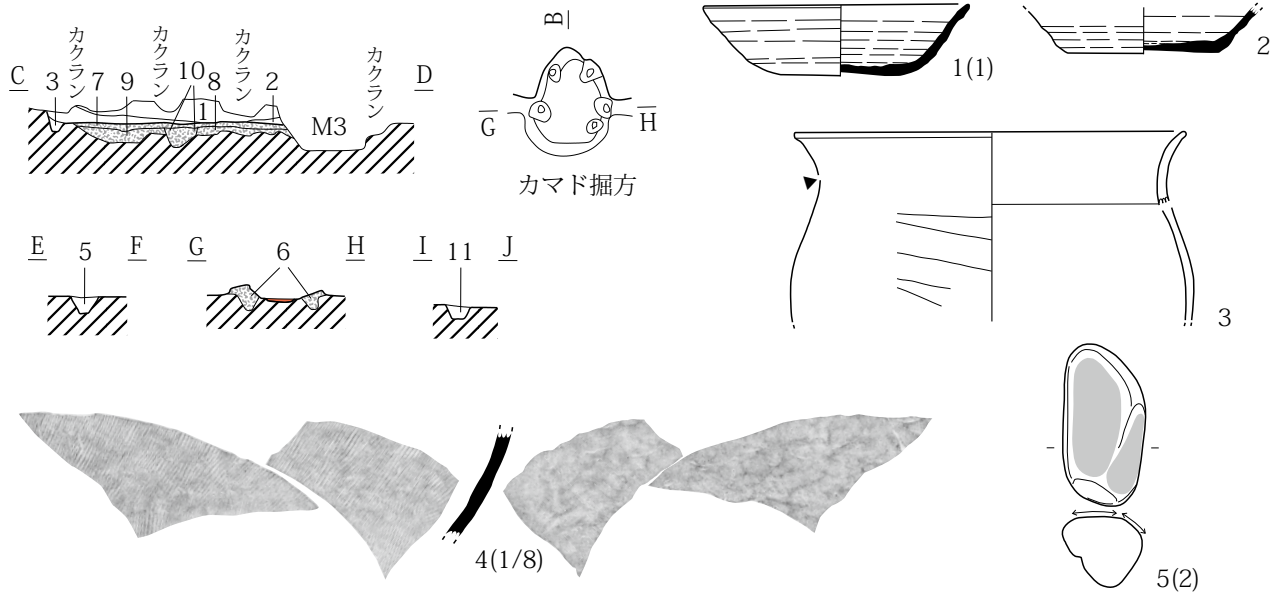 カクラン
カクラン
カクラン
カクラン
C 3 7 9 10 8 2 D
1
M3
B
G H
カマド掘方
1(1)
2
E 5 F G 6 H I 11 J
3
4(1/8)
5(2)